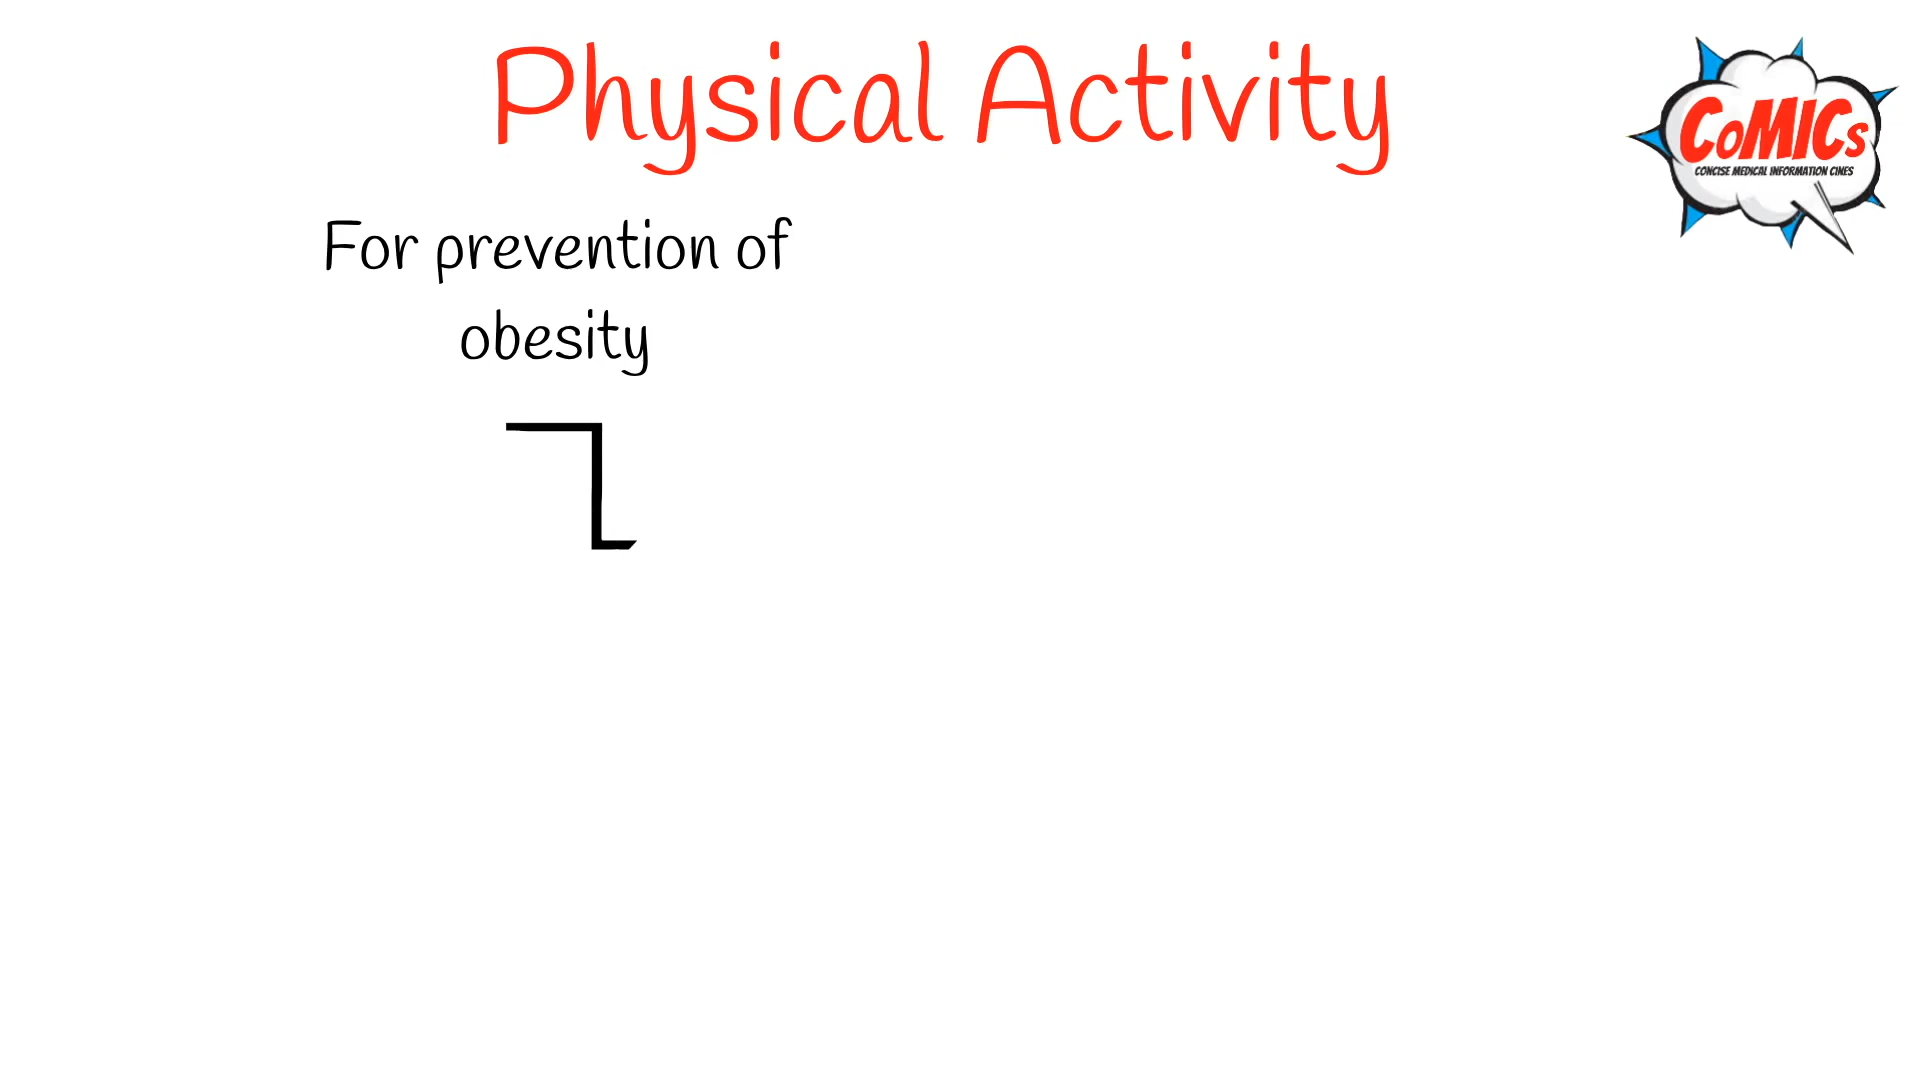 Physical Activity
CoMICs
CONCISE MEDICAL INFORMATION CINES
For prevention of
obesity